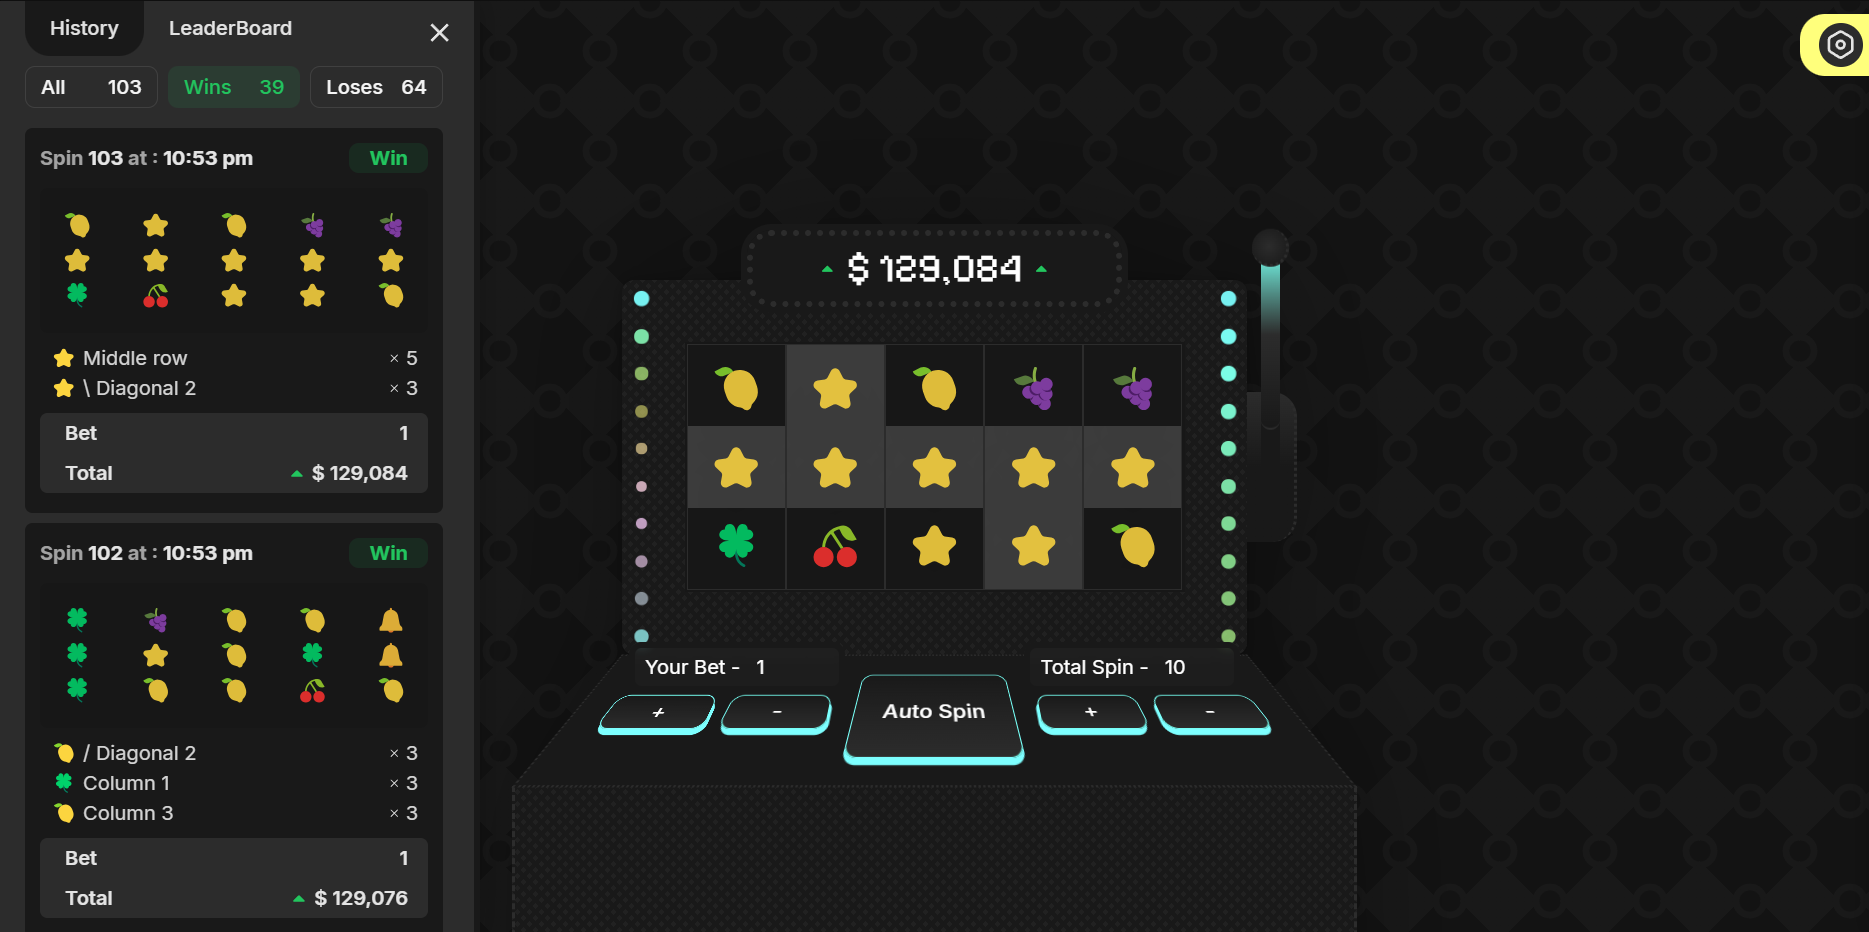 History LeaderBoard
All 103 Wins 39 Loses 64
Spin 103 at : 10:53 pm Win
Middle row × 5
\ Diagonal 2 × 3
Bet 1
Total $ 129,084
Spin 102 at : 10:53 pm Win
/ Diagonal 2 × 3
Column 1 × 3
Column 3 × 3
Bet 1
Total $ 129,076
$ 129,084
Your Bet - 1
Total Spin - 10
+ -
Auto Spin
+ -